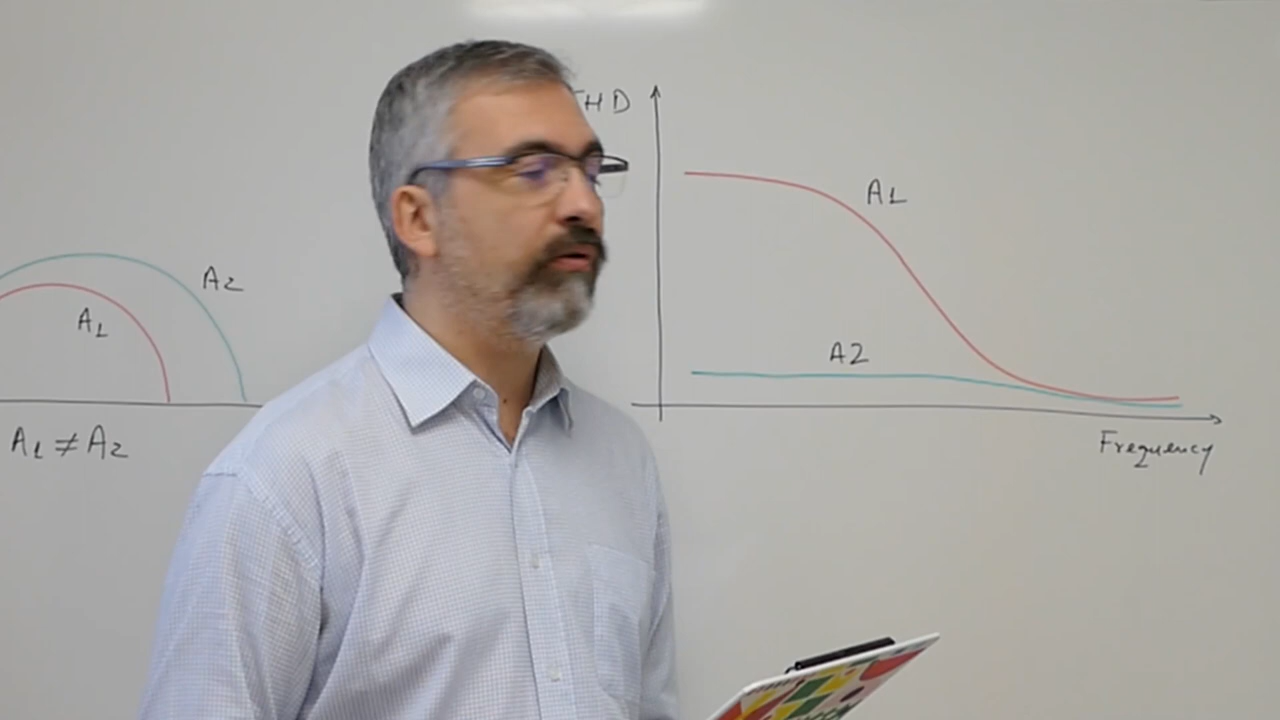 THD
A1
A2
A2
A1
A1 ≠ A2
Frequency